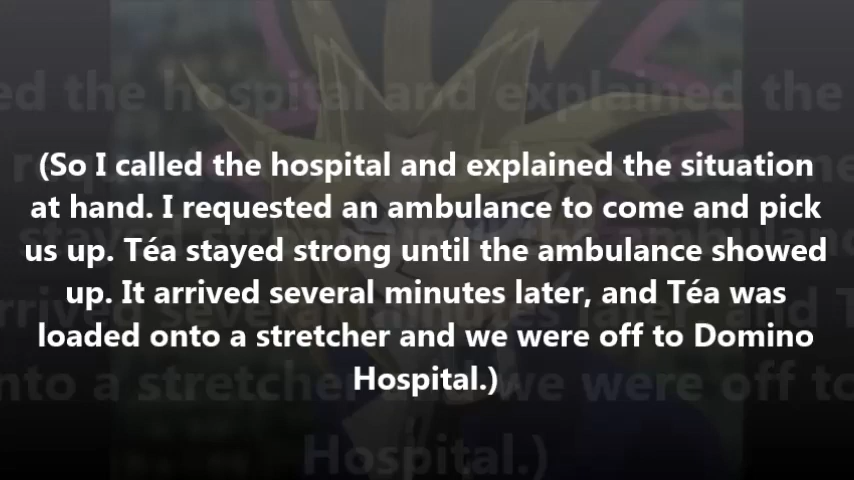 (So I called the hospital and explained the situation
at hand. I requested an ambulance to come and pick
us up. Téa stayed strong until the ambulance showed
up. It arrived several minutes later, and Téa was
loaded onto a stretcher and we were off to Domino
Hospital.)